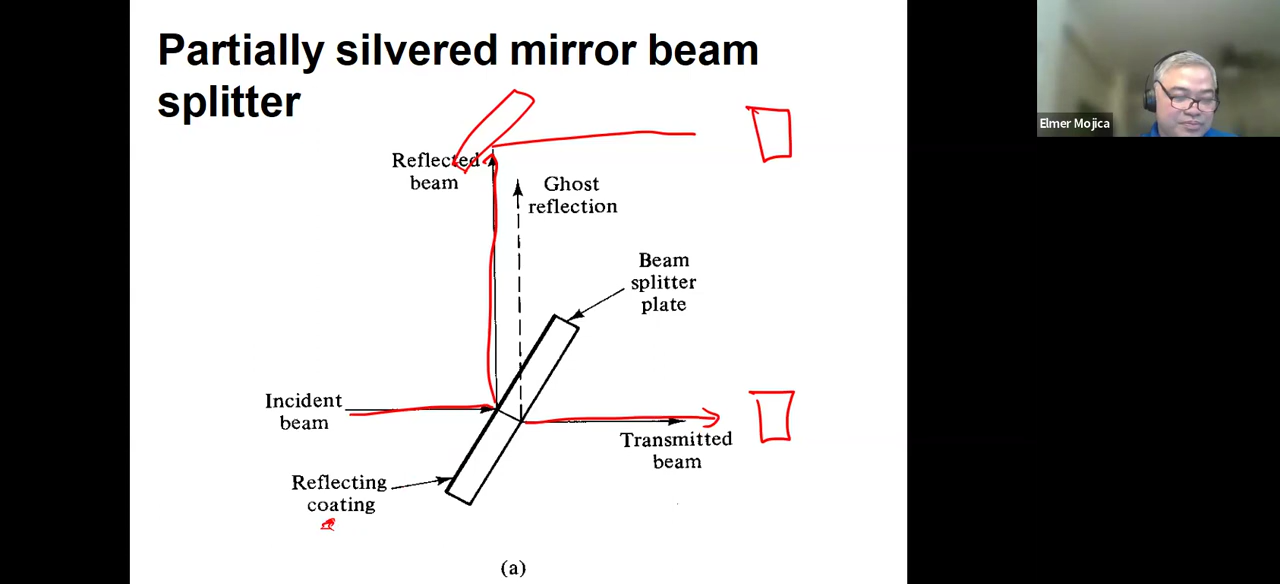 Partially silvered mirror beam
splitter
Elmer Mojica
Reflected
beam
Ghost
reflection
Beam
splitter
plate
Incident
beam
Transmitted
beam
Reflecting
coating
(a)